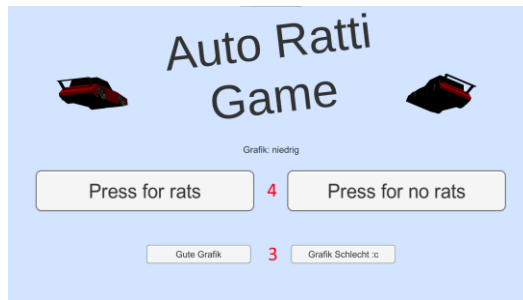 Auto Ratti
Game
Grafik: niedrig
Press for rats 4 Press for no rats
Gute Grafik 3 Grafik Schlecht :c